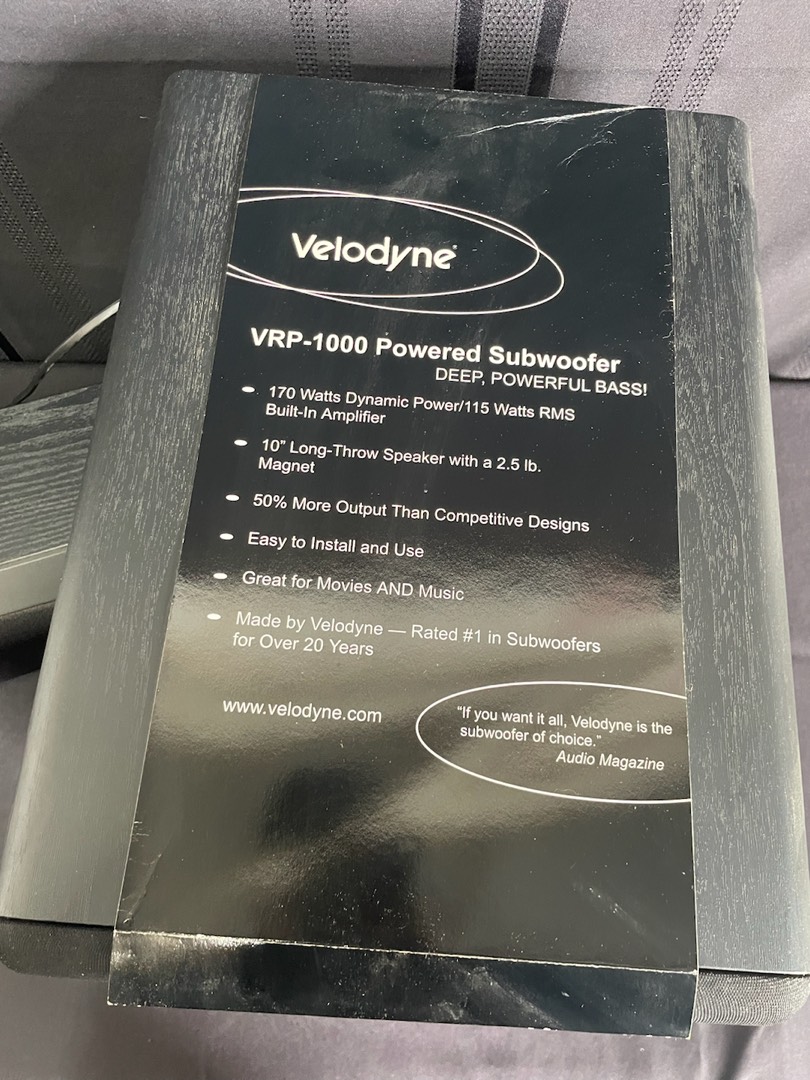 Velodyne®
VRP-1000 Powered Subwoofer
DEEP, POWERFUL BASS!
• 170 Watts Dynamic Power/115 Watts RMS
Built-In Amplifier
• 10” Long-Throw Speaker with a 2.5 lb.
Magnet
• 50% More Output Than Competitive Designs
• Easy to Install and Use
• Great for Movies AND Music
• Made by Velodyne — Rated #1 in Subwoofers
for Over 20 Years
www.velodyne.com
“If you want it all, Velodyne is the
subwoofer of choice.”
Audio Magazine